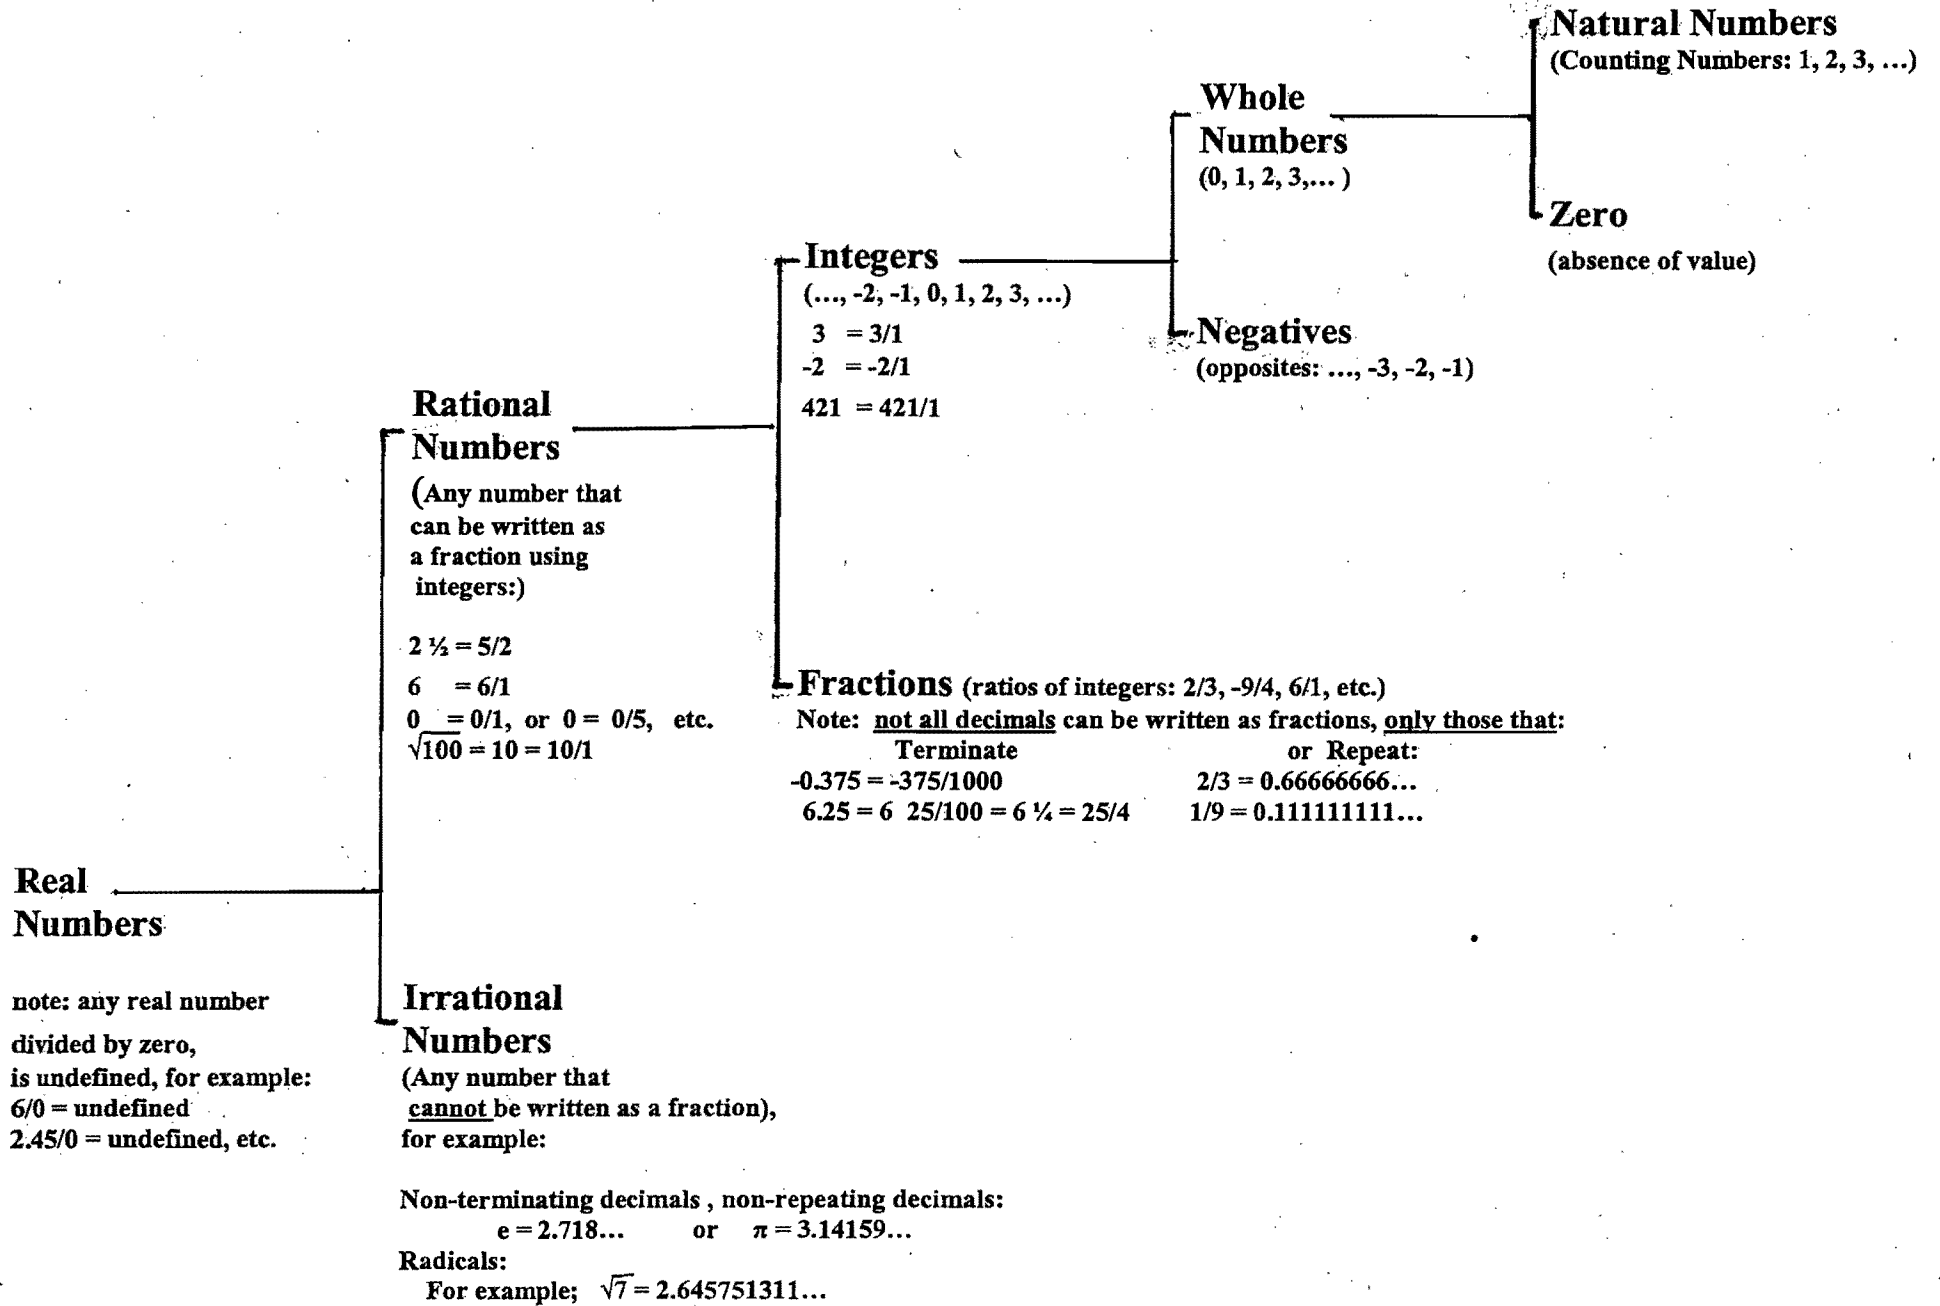 Natural Numbers
(Counting Numbers: 1, 2, 3, …)
Whole
Numbers
(0, 1, 2, 3,… )
Zero
(absence of value)
Integers
(…, -2, -1, 0, 1, 2, 3, …)
3 = 3/1
-2 = -2/1
421 = 421/1
Negatives
(opposites: …, -3, -2, -1)
Rational
Numbers
(Any number that
can be written as
a fraction using
integers:)
2 ½ = 5/2
6 = 6/1
0 = 0/1, or 0 = 0/5, etc.
√100 = 10 = 10/1
Fractions (ratios of integers: 2/3, -9/4, 6/1, etc.)
Note: not all decimals can be written as fractions, only those that:
Terminate or Repeat:
-0.375 = -375/1000 2/3 = 0.66666666…
6.25 = 6 25/100 = 6 ¼ = 25/4 1/9 = 0.111111111…
Real
Numbers
note: any real number
divided by zero,
is undefined, for example:
6/0 = undefined
2.45/0 = undefined, etc.
Irrational
Numbers
(Any number that
cannot be written as a fraction),
for example:
Non-terminating decimals , non-repeating decimals:
e = 2.718… or π = 3.14159…
Radicals:
For example; √7 = 2.645751311…